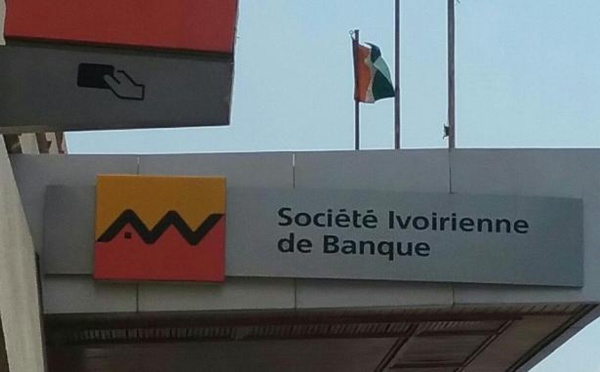 Société Ivoirienne
de Banque